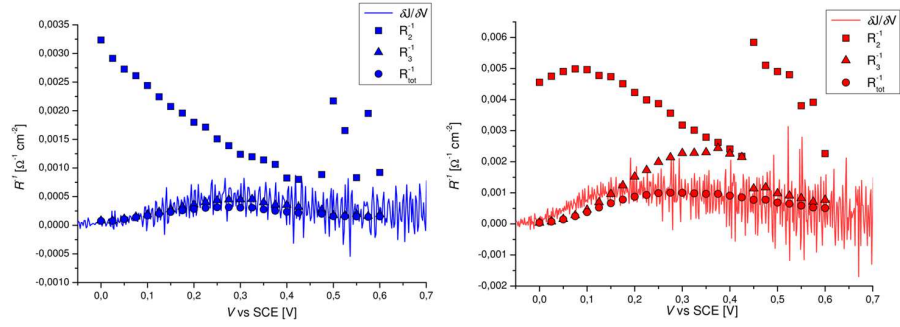 δJ/δV
R₂⁻¹
R₃⁻¹
Rₜₒₜ⁻¹
0,0035
0,0030
0,0025
0,0020
0,0015
0,0010
0,0005
0,0000
-0,0005
-0,0010
R⁻¹ [Ω⁻¹ cm⁻²]
0,0 0,1 0,2 0,3 0,4 0,5 0,6 0,7
V vs SCE [V]
δJ/δV
R₂⁻¹
R₃⁻¹
Rₜₒₜ⁻¹
0,006
0,005
0,004
0,002
0,001
0,000
-0,001
-0,002
R⁻¹ [Ω⁻¹ cm⁻²]
0,0 0,1 0,2 0,3 0,4 0,5 0,6 0,7
V vs SCE [V]